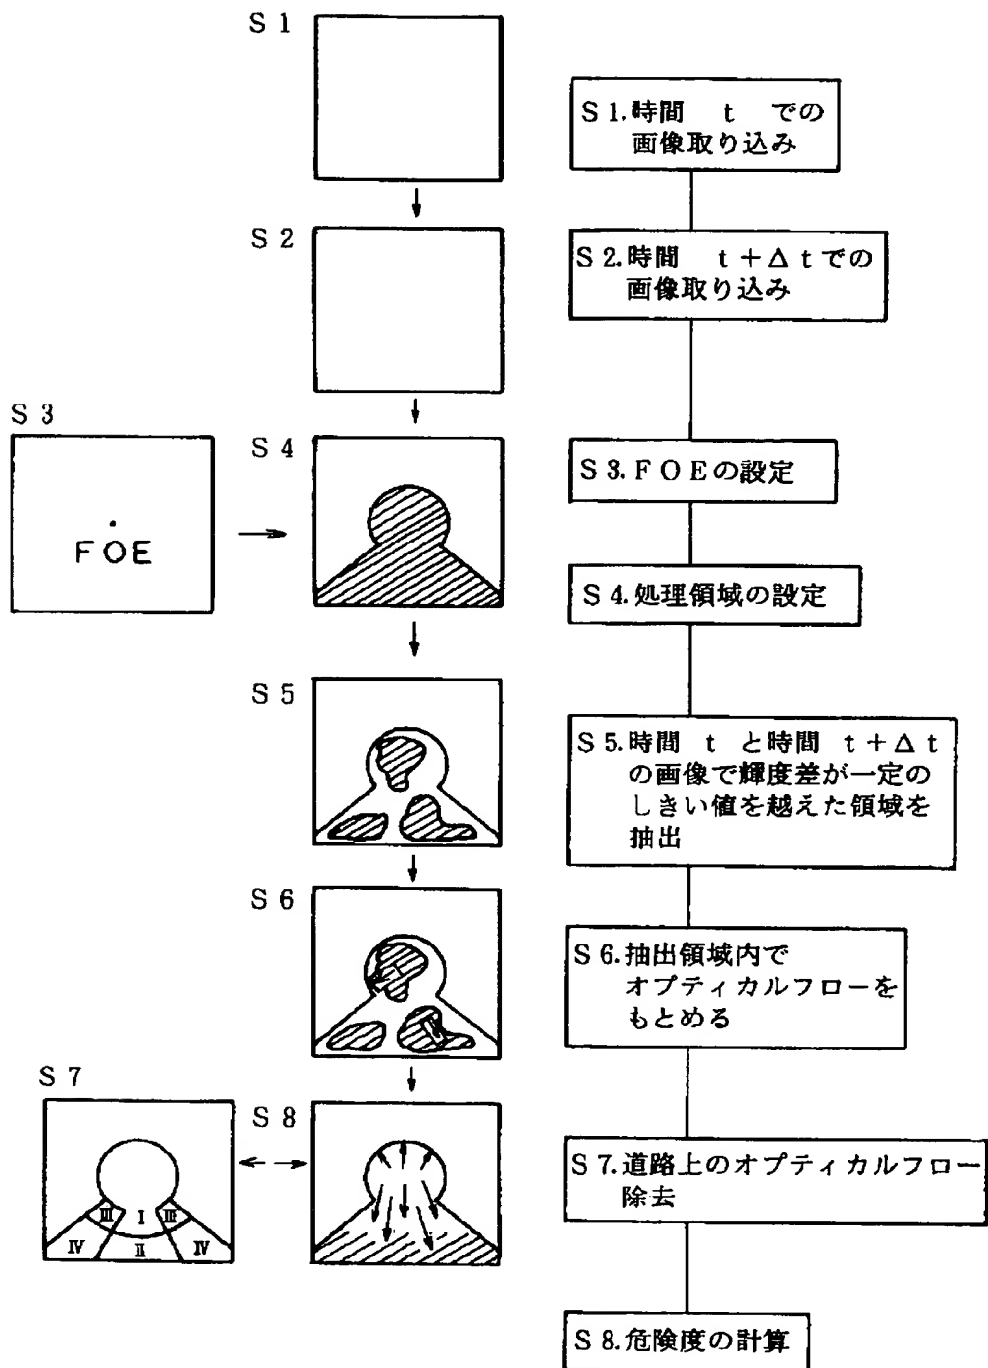 S 1
S 2
S 3
FOE
S 4
S 5
S 6
S 7
Ⅲ Ⅰ Ⅲ
Ⅳ Ⅱ Ⅳ
S 8
S 1.時間 t での
画像取り込み
S 2.時間 t+Δtでの
画像取り込み
S 3.FOEの設定
S 4.処理領域の設定
S 5.時間 t と時間 t+Δt
の画像で輝度差が一定の
しきい値を越えた領域を
抽出
S 6.抽出領域内で
オプティカルフローを
もとめる
S 7.道路上のオプティカルフロー
除去
S 8.危険度の計算